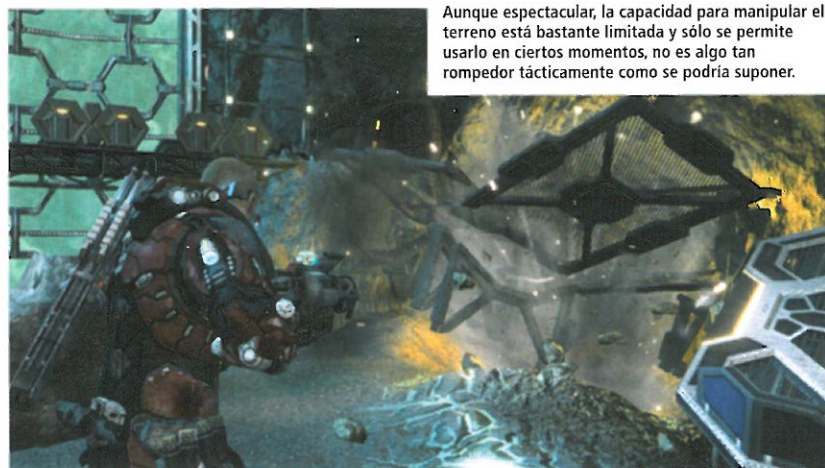 Aunque espectacular, la capacidad para manipular el
terreno está bastante limitada y sólo se permite
usarlo en ciertos momentos, no es algo tan
rompedor tácticamente como se podría suponer.